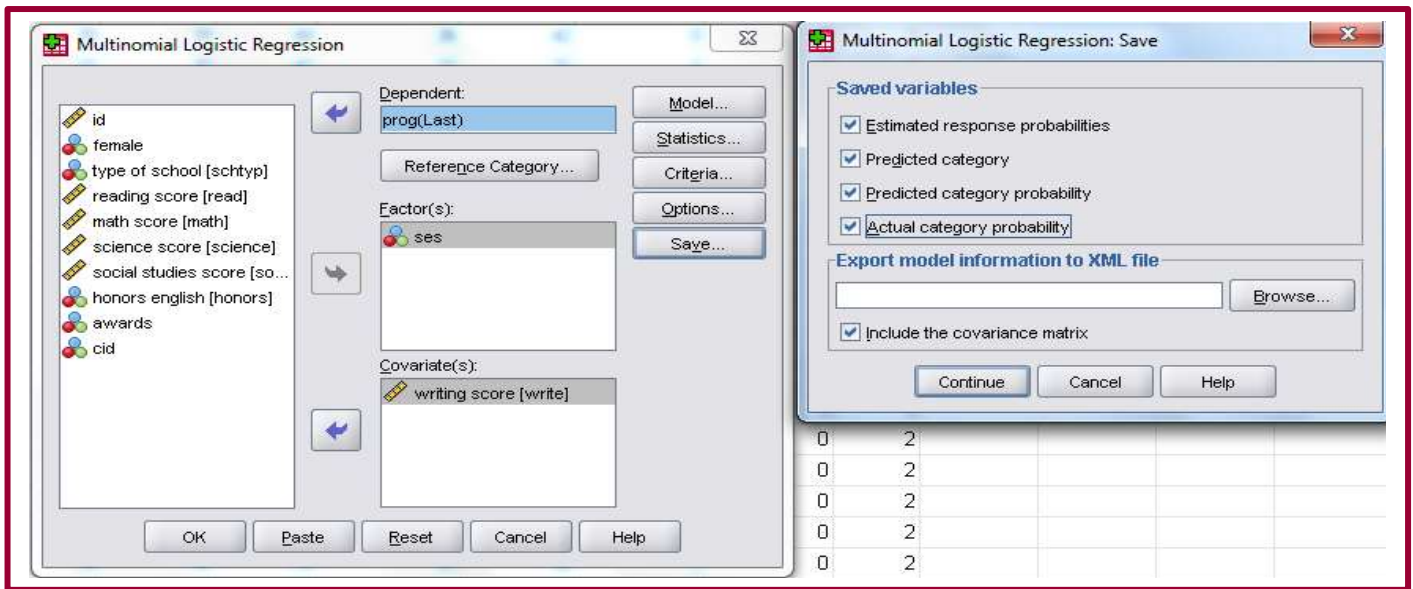 Multinomial Logistic Regression
id
female
type of school [schtyp]
reading score [read]
math score [math]
science score [science]
social studies score [so...
honors english [honors]
awards
cid
Dependent:
prog(Last)
Reference Category...
Factor(s):
ses
Covariate(s):
writing score [write]
Model...
Statistics...
Criteria...
Options...
Save...
OK Paste Reset Cancel Help
Multinomial Logistic Regression: Save
Saved variables
Estimated response probabilities
Predicted category
Predicted category probability
Actual category probability
Export model information to XML file
Browse...
Include the covariance matrix
Continue Cancel Help
0 2
0 2
0 2
0 2
0 2